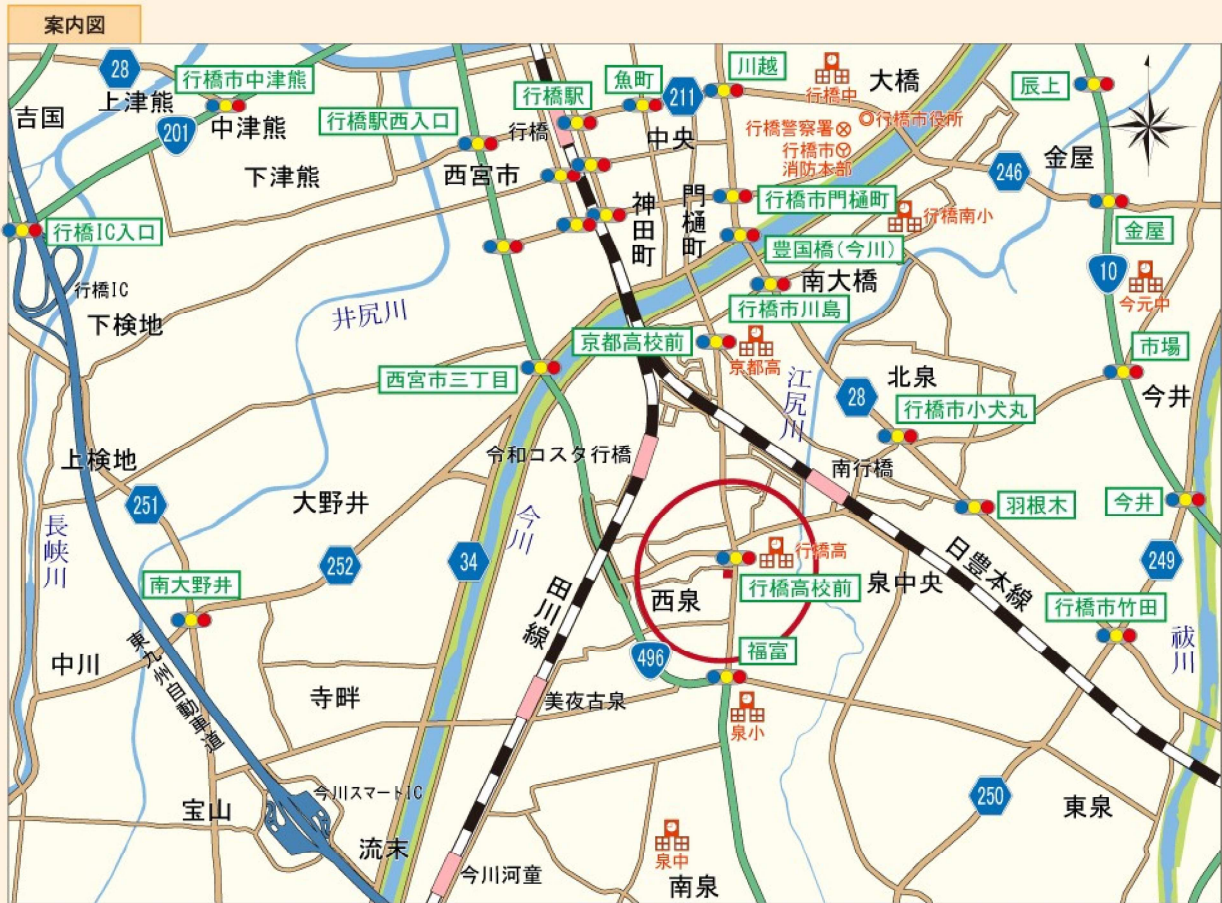 案内図
28
行橋市中津熊
上津熊
吉国
201
中津熊
下津熊
行橋駅西入口
行橋駅
行橋
西宮市
魚町
211
中央
川越
行橋中
大橋
行橋警察署
行橋市役所
行橋市
消防本部
辰上
金屋
246
金屋
行橋IC入口
行橋IC
下検地
井尻川
神田町
門樋町
行橋市門樋町
豊国橋(今川)
南大橋
行橋南小
行橋市川島
10
今元中
市場
今井
京都高校前
京都高
江尻川
28
北泉
行橋市小犬丸
西宮市三丁目
上検地
251
大野井
長峡川
252
南大野井
中川
東九州自動車道
寺畔
宝山
今川スマートIC
流末
34
今川
令和コスタ行橋
田川線
南行橋
羽根木
今井
日豊本線
249
行橋市竹田
祓川
行橋高
行橋高校前
泉中央
西泉
496
福富
泉小
美夜古泉
250
東泉
今川河童
泉中
南泉